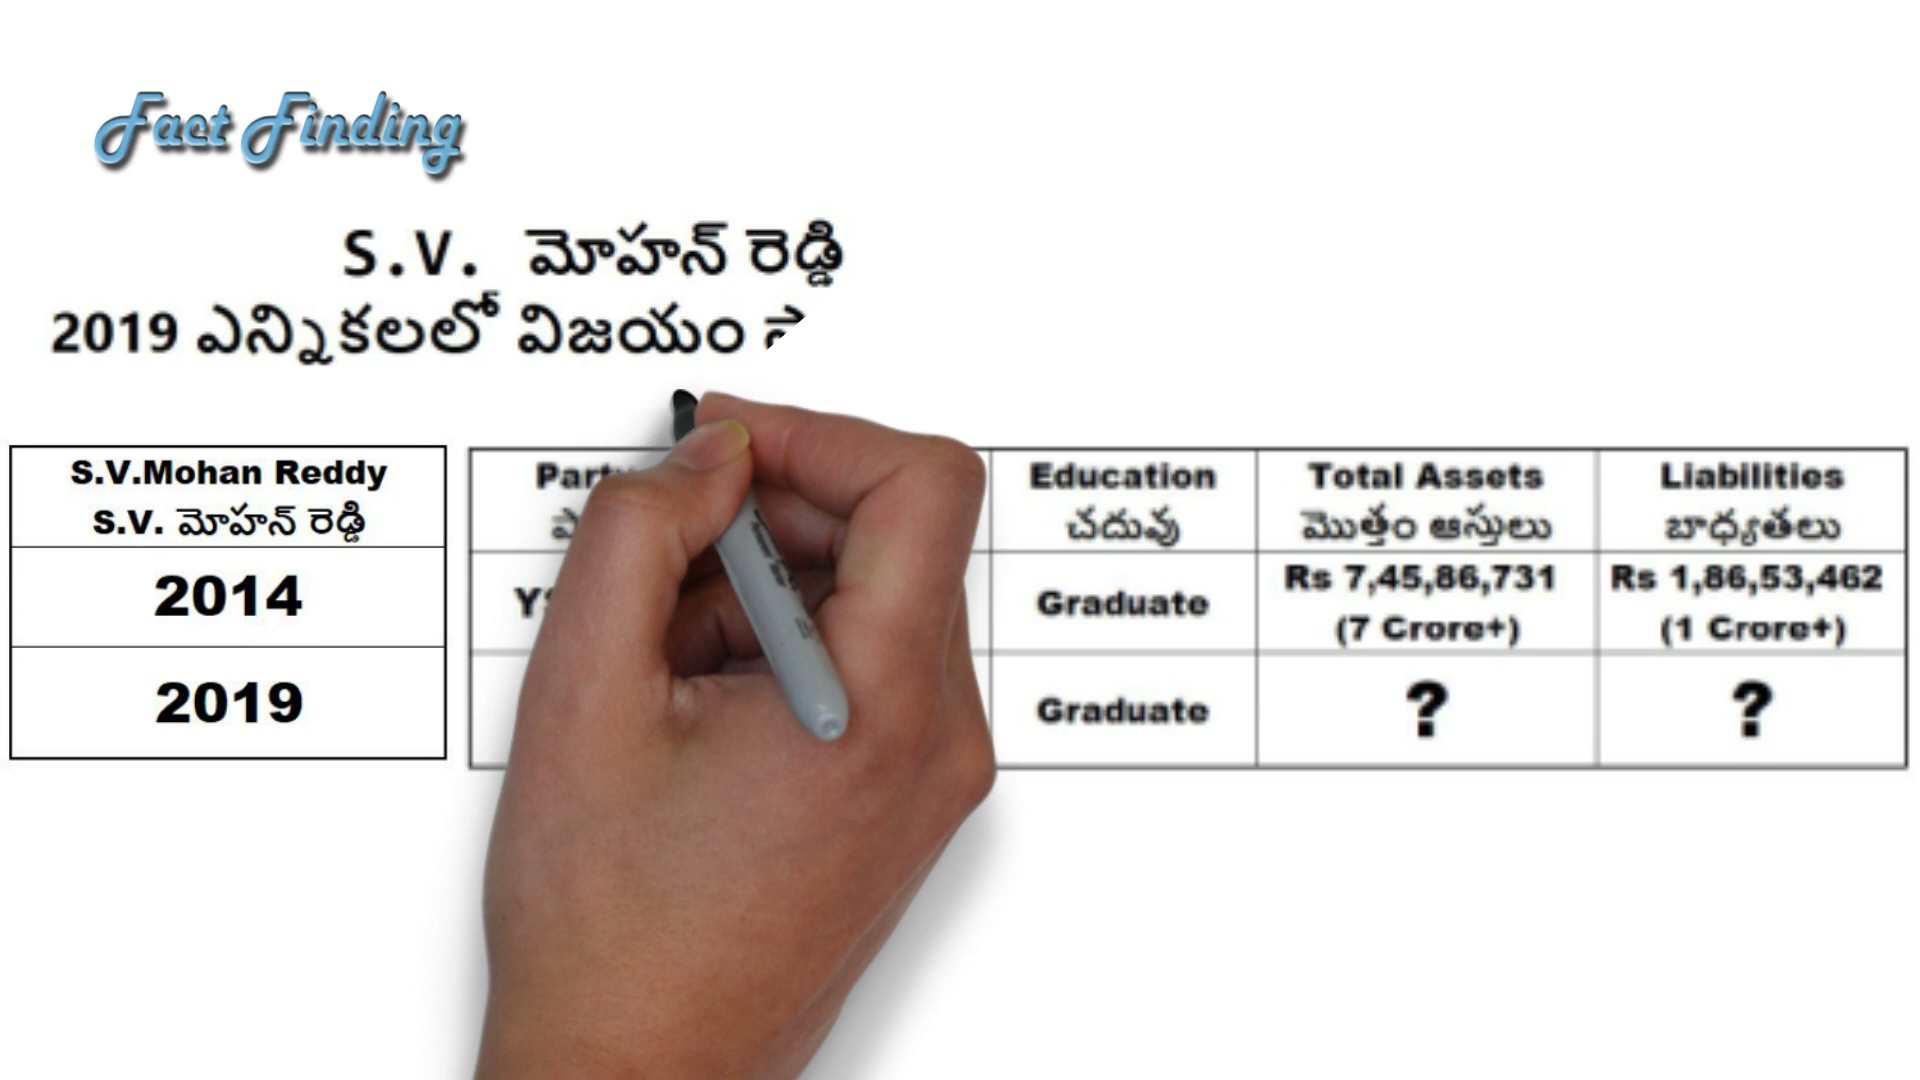 Fact Finding
S.V. మోహన్ రెడ్డి
2019 ఎన్నికలలో విజయం
S.V.Mohan Reddy
S.V. మోహన్ రెడ్డి
2014
2019
Education Total Assets Liabilities
చదువు మొత్తం ఆస్తులు బాధ్యతలు
Graduate Rs 7,45,86,731 Rs 1,86,53,462
(7 Crore+) (1 Crore+)
Graduate ? ?